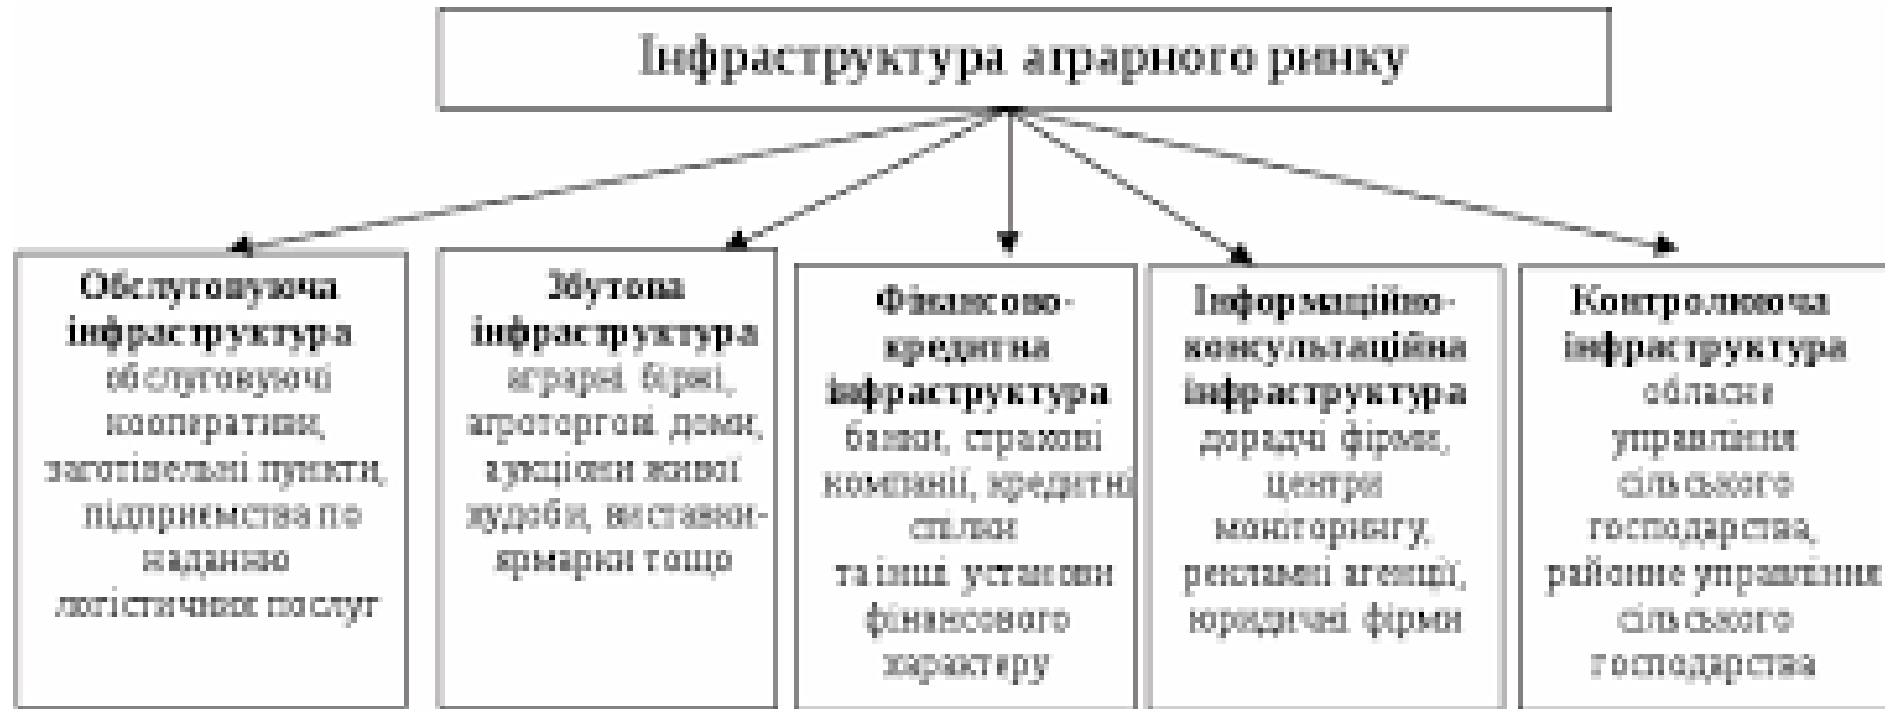 Інфраструктура аграрного ринку
Обслуговуюча
інфраструктура
обслуговуючі
кооперативи,
заготівельні пункти,
підприємства по
наданню
логістичних послуг
Збутова
інфраструктура
аграрні біржі,
агроторгові доми,
аукціони живої
худоби, виставки-
ярмарки тощо
Фінансово-
кредитна
інфраструктура
банки, страхові
компанії, кредитні
спілки
та інші установи
фінансового
характеру
Інформаційно-
консультаційна
інфраструктура
дорадчі фірми,
центри
моніторингу,
рекламні агенції,
юридичні фірми
Контролююча
інфраструктура
обласне
управління
сільського
господарства,
районне управління
сільського
господарства